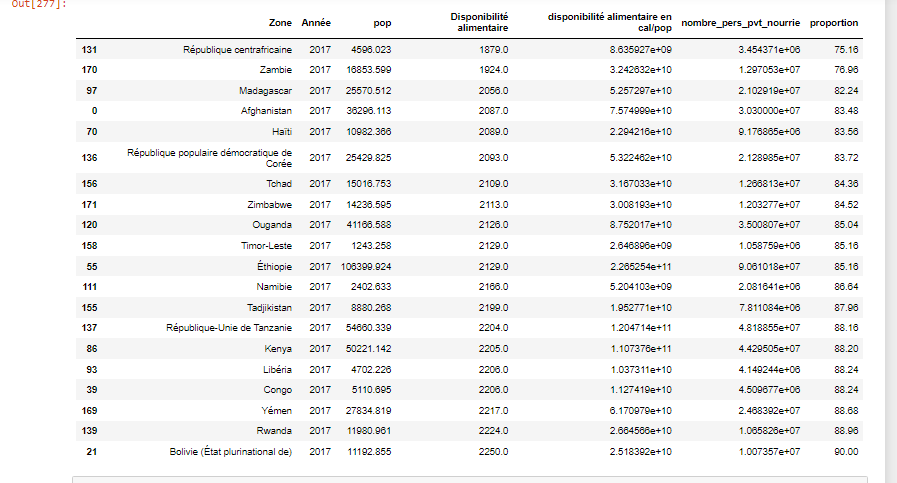 Out[277]:
Zone Année pop Disponibilité alimentaire disponibilité alimentaire en cal/pop nombre_pers_pvt_nourrie proportion
131 République centrafricaine 2017 4596.023 1879.0 8.635927e+09 3.454371e+06 75.16
170 Zambie 2017 16853.599 1924.0 3.242632e+10 1.297053e+07 76.96
97 Madagascar 2017 25570.512 2056.0 5.257297e+10 2.102919e+07 82.24
0 Afghanistan 2017 36296.113 2087.0 7.574999e+10 3.030000e+07 83.48
70 Haïti 2017 10982.366 2089.0 2.294216e+10 9.176865e+06 83.56
136 République populaire démocratique de Corée 2017 25429.825 2093.0 5.322462e+10 2.128985e+07 83.72
156 Tchad 2017 15016.753 2109.0 3.167033e+10 1.266813e+07 84.36
171 Zimbabwe 2017 14236.595 2113.0 3.008193e+10 1.203277e+07 84.52
120 Ouganda 2017 41166.588 2126.0 8.752017e+10 3.500807e+07 85.04
158 Timor-Leste 2017 1243.258 2129.0 2.646896e+09 1.058759e+06 85.16
55 Éthiopie 2017 106399.924 2129.0 2.265254e+11 9.061018e+07 85.16
111 Namibie 2017 2402.633 2166.0 5.204103e+09 2.081641e+06 86.64
155 Tadjikistan 2017 8880.268 2199.0 1.952771e+10 7.811084e+06 87.96
137 République-Unie de Tanzanie 2017 54660.339 2204.0 1.204714e+11 4.818855e+07 88.16
86 Kenya 2017 50221.142 2205.0 1.107376e+11 4.429505e+07 88.20
93 Libéria 2017 4702.226 2206.0 1.037311e+10 4.149244e+06 88.24
39 Congo 2017 5110.695 2206.0 1.127419e+10 4.509677e+06 88.24
169 Yémen 2017 27834.819 2217.0 6.170979e+10 2.468392e+07 88.68
139 Rwanda 2017 11980.961 2224.0 2.664566e+10 1.065826e+07 88.96
21 Bolivie (État plurinational de) 2017 11192.855 2250.0 2.518392e+10 1.007357e+07 90.00